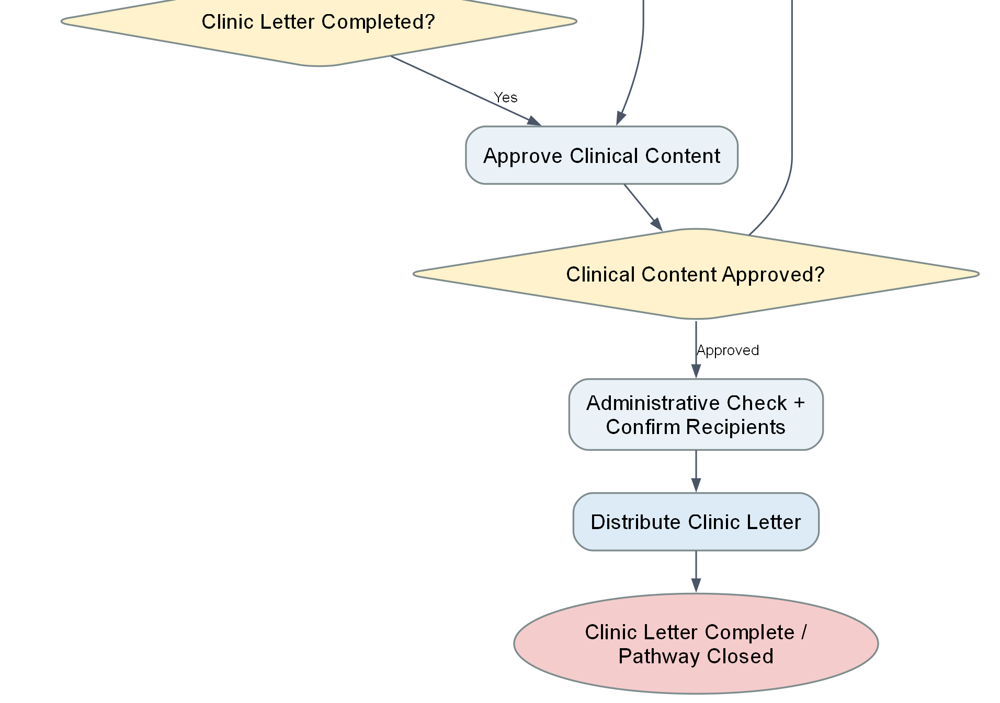 Clinic Letter Completed?
Yes
Approve Clinical Content
Clinical Content Approved?
Approved
Administrative Check +
Confirm Recipients
Distribute Clinic Letter
Clinic Letter Complete /
Pathway Closed